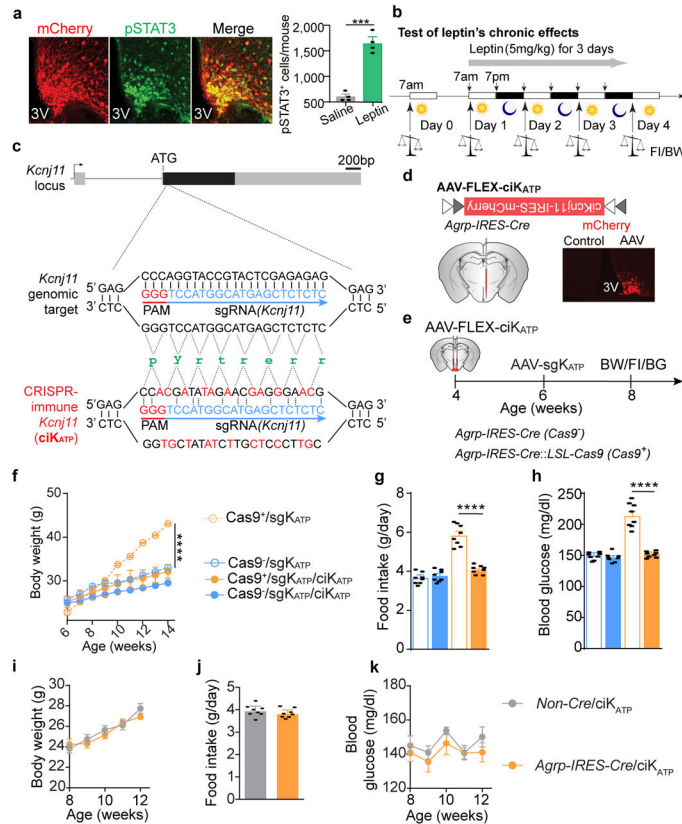 a
mCherry
pSTAT3
Merge
3V
3V
3V
pSTAT3⁺ cells/mouse
2,000
1,500
1,000
500
***
Saline
Leptin
b
Test of leptin's chronic effects
Leptin(5mg/kg) for 3 days
7am
7am
7pm
Day 0
Day 1
Day 2
Day 3
Day 4
FI/BW
c
Kcnj11
locus
ATG
200bp
Kcnj11
genomic
target
5' GAG
3' CTC
CCCAGGTACCGTACTCGAGAGAG
GGGTCCATGGCATGAGCTCTCTC
PAM
sgRNA(Kcnj11)
GGGTCCATGGCATGAGCTCTCTC
GAG 3'
CTC 5'
p Y r t r e r r
CRISPR-
immune
Kcnj11
(ciKATP)
5' GAG
3' CTC
CCACGATATAGAACGAGGGAACG
GGGTCCATGGCATGAGCTCTCTC
PAM
sgRNA(Kcnj11)
GGTGCTATATCTTGCTCCCTTGC
GAG 3'
CTC 5'
d
AAV-FLEX-ciKATP
ciKcnj11-IRES-mCherry
Agrp-IRES-Cre
mCherry
Control
AAV
3V
e
AAV-FLEX-ciKATP
AAV-sgKATP
BW/FI/BG
4
6
8
Age (weeks)
Agrp-IRES-Cre (Cas9⁻)
Agrp-IRES-Cre::LSL-Cas9 (Cas9⁺)
f
Body weight (g)
50
40
30
6
8
10
12
14
Age (weeks)
****
Cas9⁺/sgKATP
Cas9⁻/sgKATP
Cas9⁺/sgKATP/ciKATP
Cas9⁻/sgKATP/ciKATP
g
Food intake (g/day)
8
6
4
2
0
****
h
Blood glucose (mg/dl)
250
200
150
100
50
0
****
i
Body weight (g)
30
28
26
24
22
20
8
9
10
11
12
Age (weeks)
j
Food intake (g/day)
5
4
3
2
1
0
k
Blood
glucose (mg/dl)
180
160
140
120
8
9
10
11
12
Age (weeks)
Non-Cre/ciKATP
Agrp-IRES-Cre/ciKATP